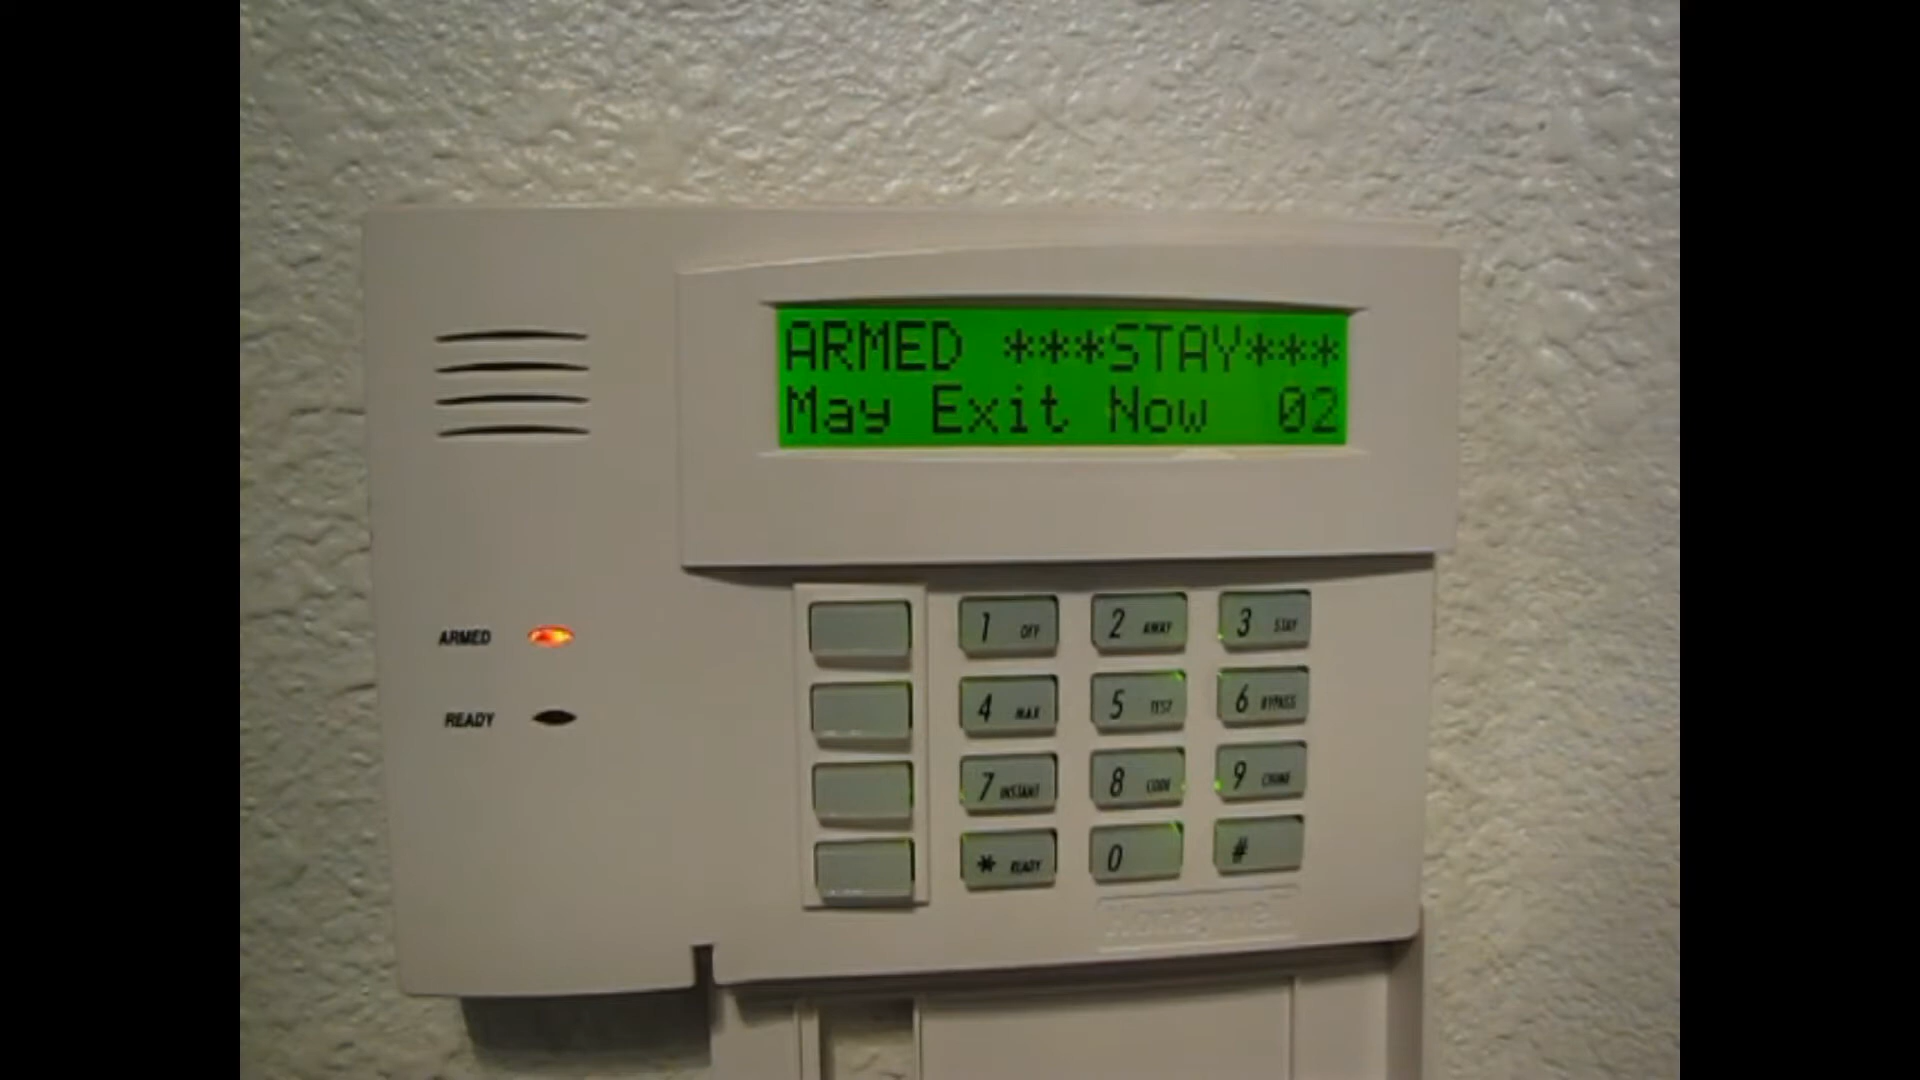 ARMED ***STAY***
May Exit Now 02
ARMED
READY
1 OFF
2 AWAY
3 STAY
4 MAX
5 TEST
6 BYPASS
7 INSTANT
8 CODE
9 CHIME
* READY
0
#
Honeywell